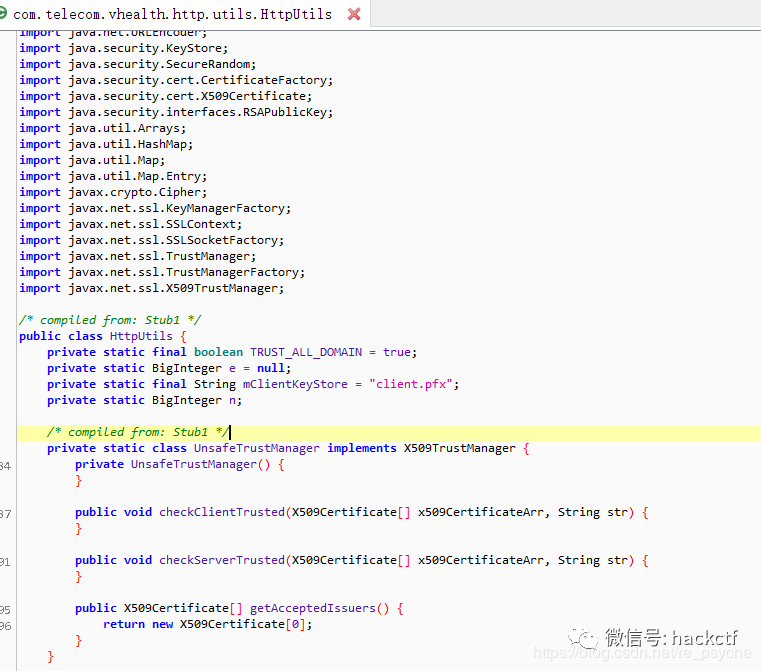 com.telecom.vhealth.http.utils.HttpUtils
import java.net.URLEncoder;
import java.security.KeyStore;
import java.security.SecureRandom;
import java.security.cert.CertificateFactory;
import java.security.cert.X509Certificate;
import java.security.interfaces.RSAPublicKey;
import java.util.Arrays;
import java.util.HashMap;
import java.util.Map;
import java.util.Map.Entry;
import javax.crypto.Cipher;
import javax.net.ssl.KeyManagerFactory;
import javax.net.ssl.SSLContext;
import javax.net.ssl.SSLSocketFactory;
import javax.net.ssl.TrustManager;
import javax.net.ssl.TrustManagerFactory;
import javax.net.ssl.X509TrustManager;
/* compiled from: Stub1 */
public class HttpUtils {
private static final boolean TRUST_ALL_DOMAIN = true;
private static BigInteger e = null;
private static final String mClientKeyStore = "client.pfx";
private static BigInteger n;
/* compiled from: Stub1 */
private static class UnsafeTrustManager implements X509TrustManager {
34 private UnsafeTrustManager() {
}
37 public void checkClientTrusted(X509Certificate[] x509CertificateArr, String str) {
}
91 public void checkServerTrusted(X509Certificate[] x509CertificateArr, String str) {
}
95 public X509Certificate[] getAcceptedIssuers() {
96 return new X509Certificate[0];
}
}
微信号: hackctf
https://blog.csdn.net/re_psyche